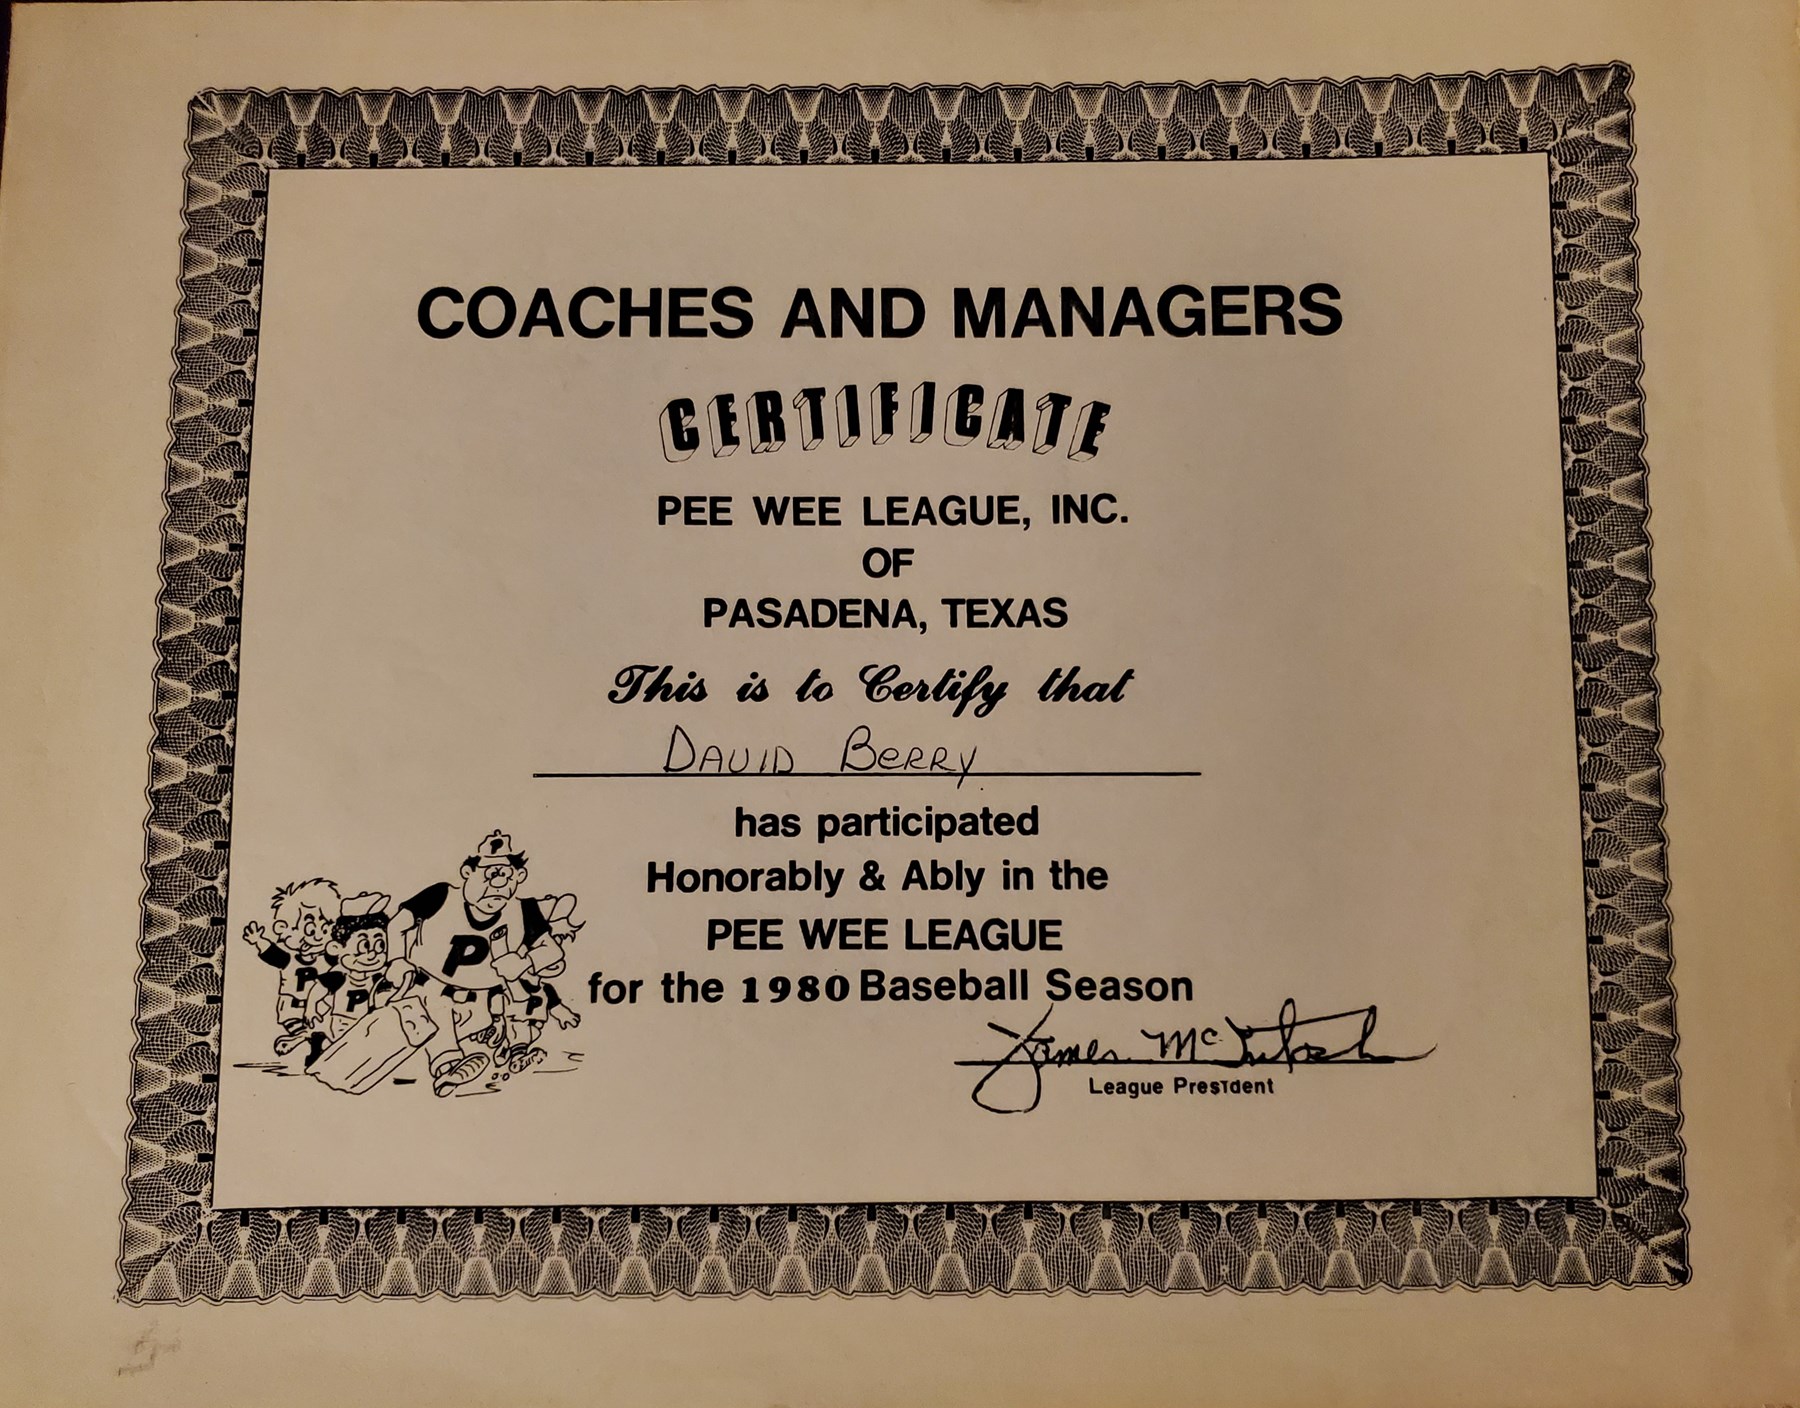 COACHES AND MANAGERS
CERTIFICATE
PEE WEE LEAGUE, INC.
OF
PASADENA, TEXAS
This is to Certify that
DAVID BERRY
has participated
Honorably & Ably in the
PEE WEE LEAGUE
for the 1980 Baseball Season
James McIntosh
League President
P
P
P
P
P